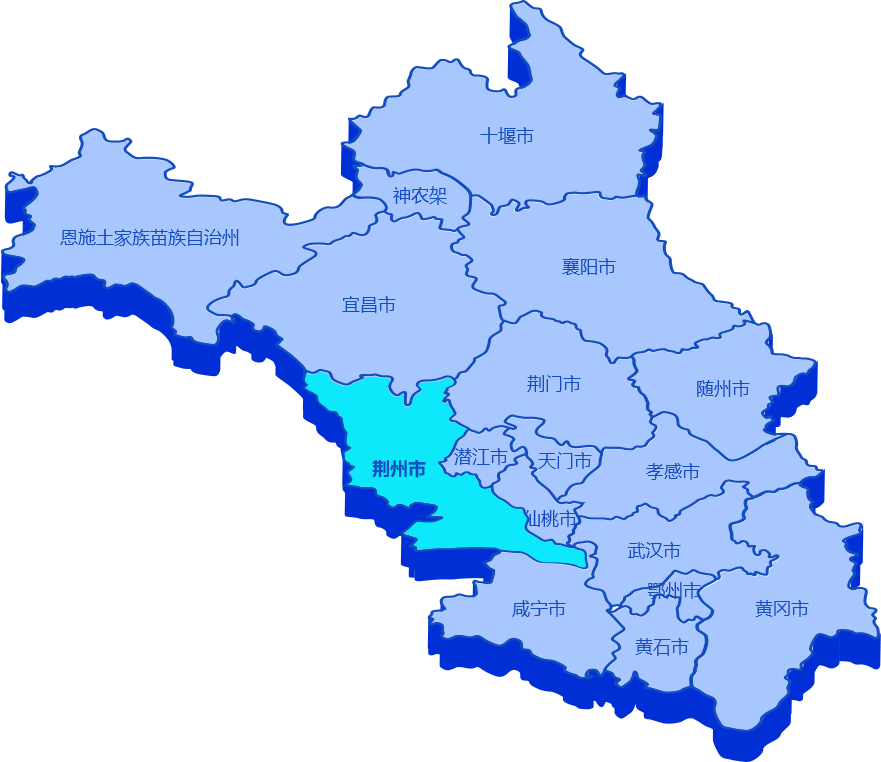 十堰市
神农架
恩施土家族苗族自治州
襄阳市
宜昌市
荆门市
随州市
潜江市
天门市
荆州市
孝感市
仙桃市
武汉市
鄂州市
咸宁市
黄冈市
黄石市